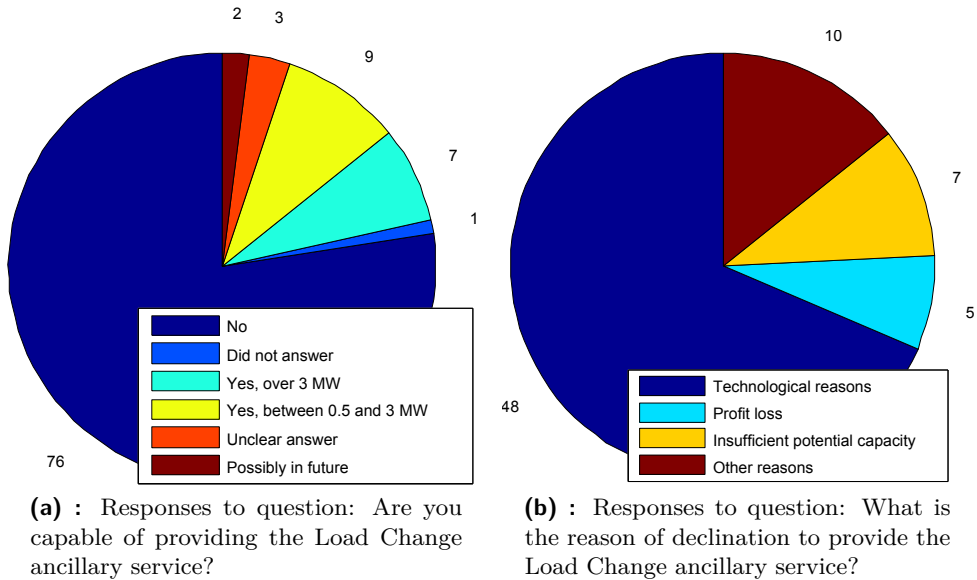 2
3
9
7
1
76
No
Did not answer
Yes, over 3 MW
Yes, between 0.5 and 3 MW
Unclear answer
Possibly in future
(a) : Responses to question: Are you
capable of providing the Load Change
ancillary service?
10
7
5
48
Technological reasons
Profit loss
Insufficient potential capacity
Other reasons
(b) : Responses to question: What is
the reason of declination to provide the
Load Change ancillary service?